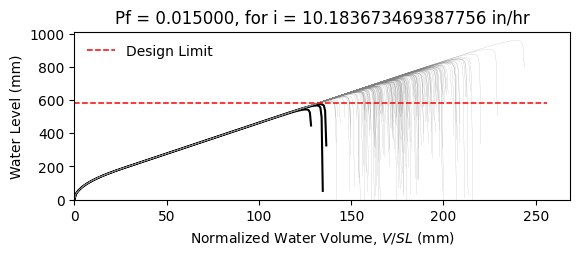 Pf = 0.015000, for i = 10.183673469387756 in/hr
1000
800
600
400
200
0
Water Level (mm)
Design Limit
0 50 100 150 200 250
Normalized Water Volume, V/SL (mm)